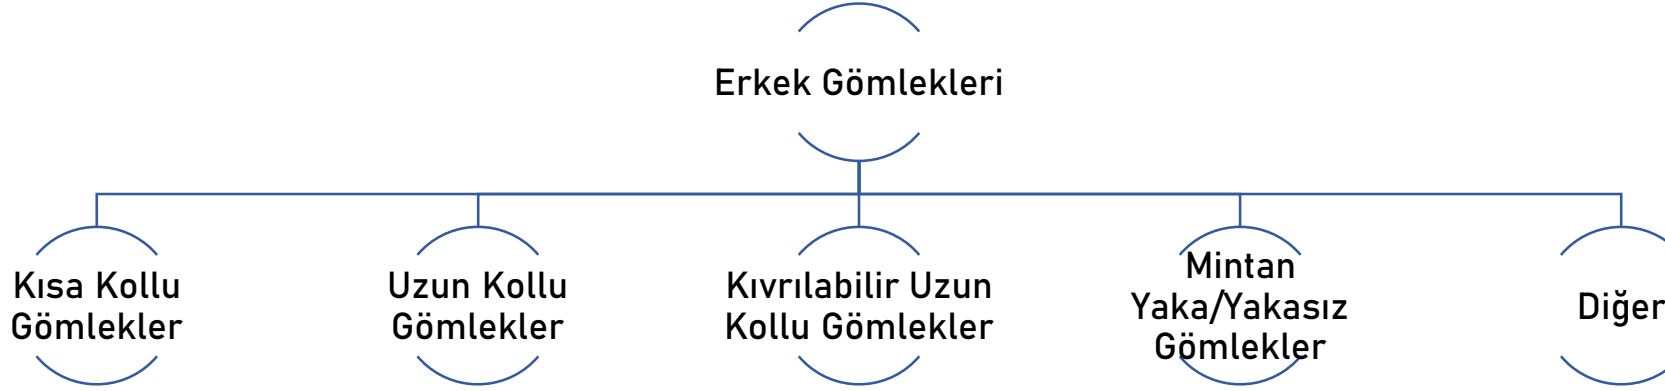 Erkek Gömlekleri
Kısa Kollu
Gömlekler
Uzun Kollu
Gömlekler
Kıvrılabilir Uzun
Kollu Gömlekler
Mintan
Yaka/Yakasız
Gömlekler
Diğer